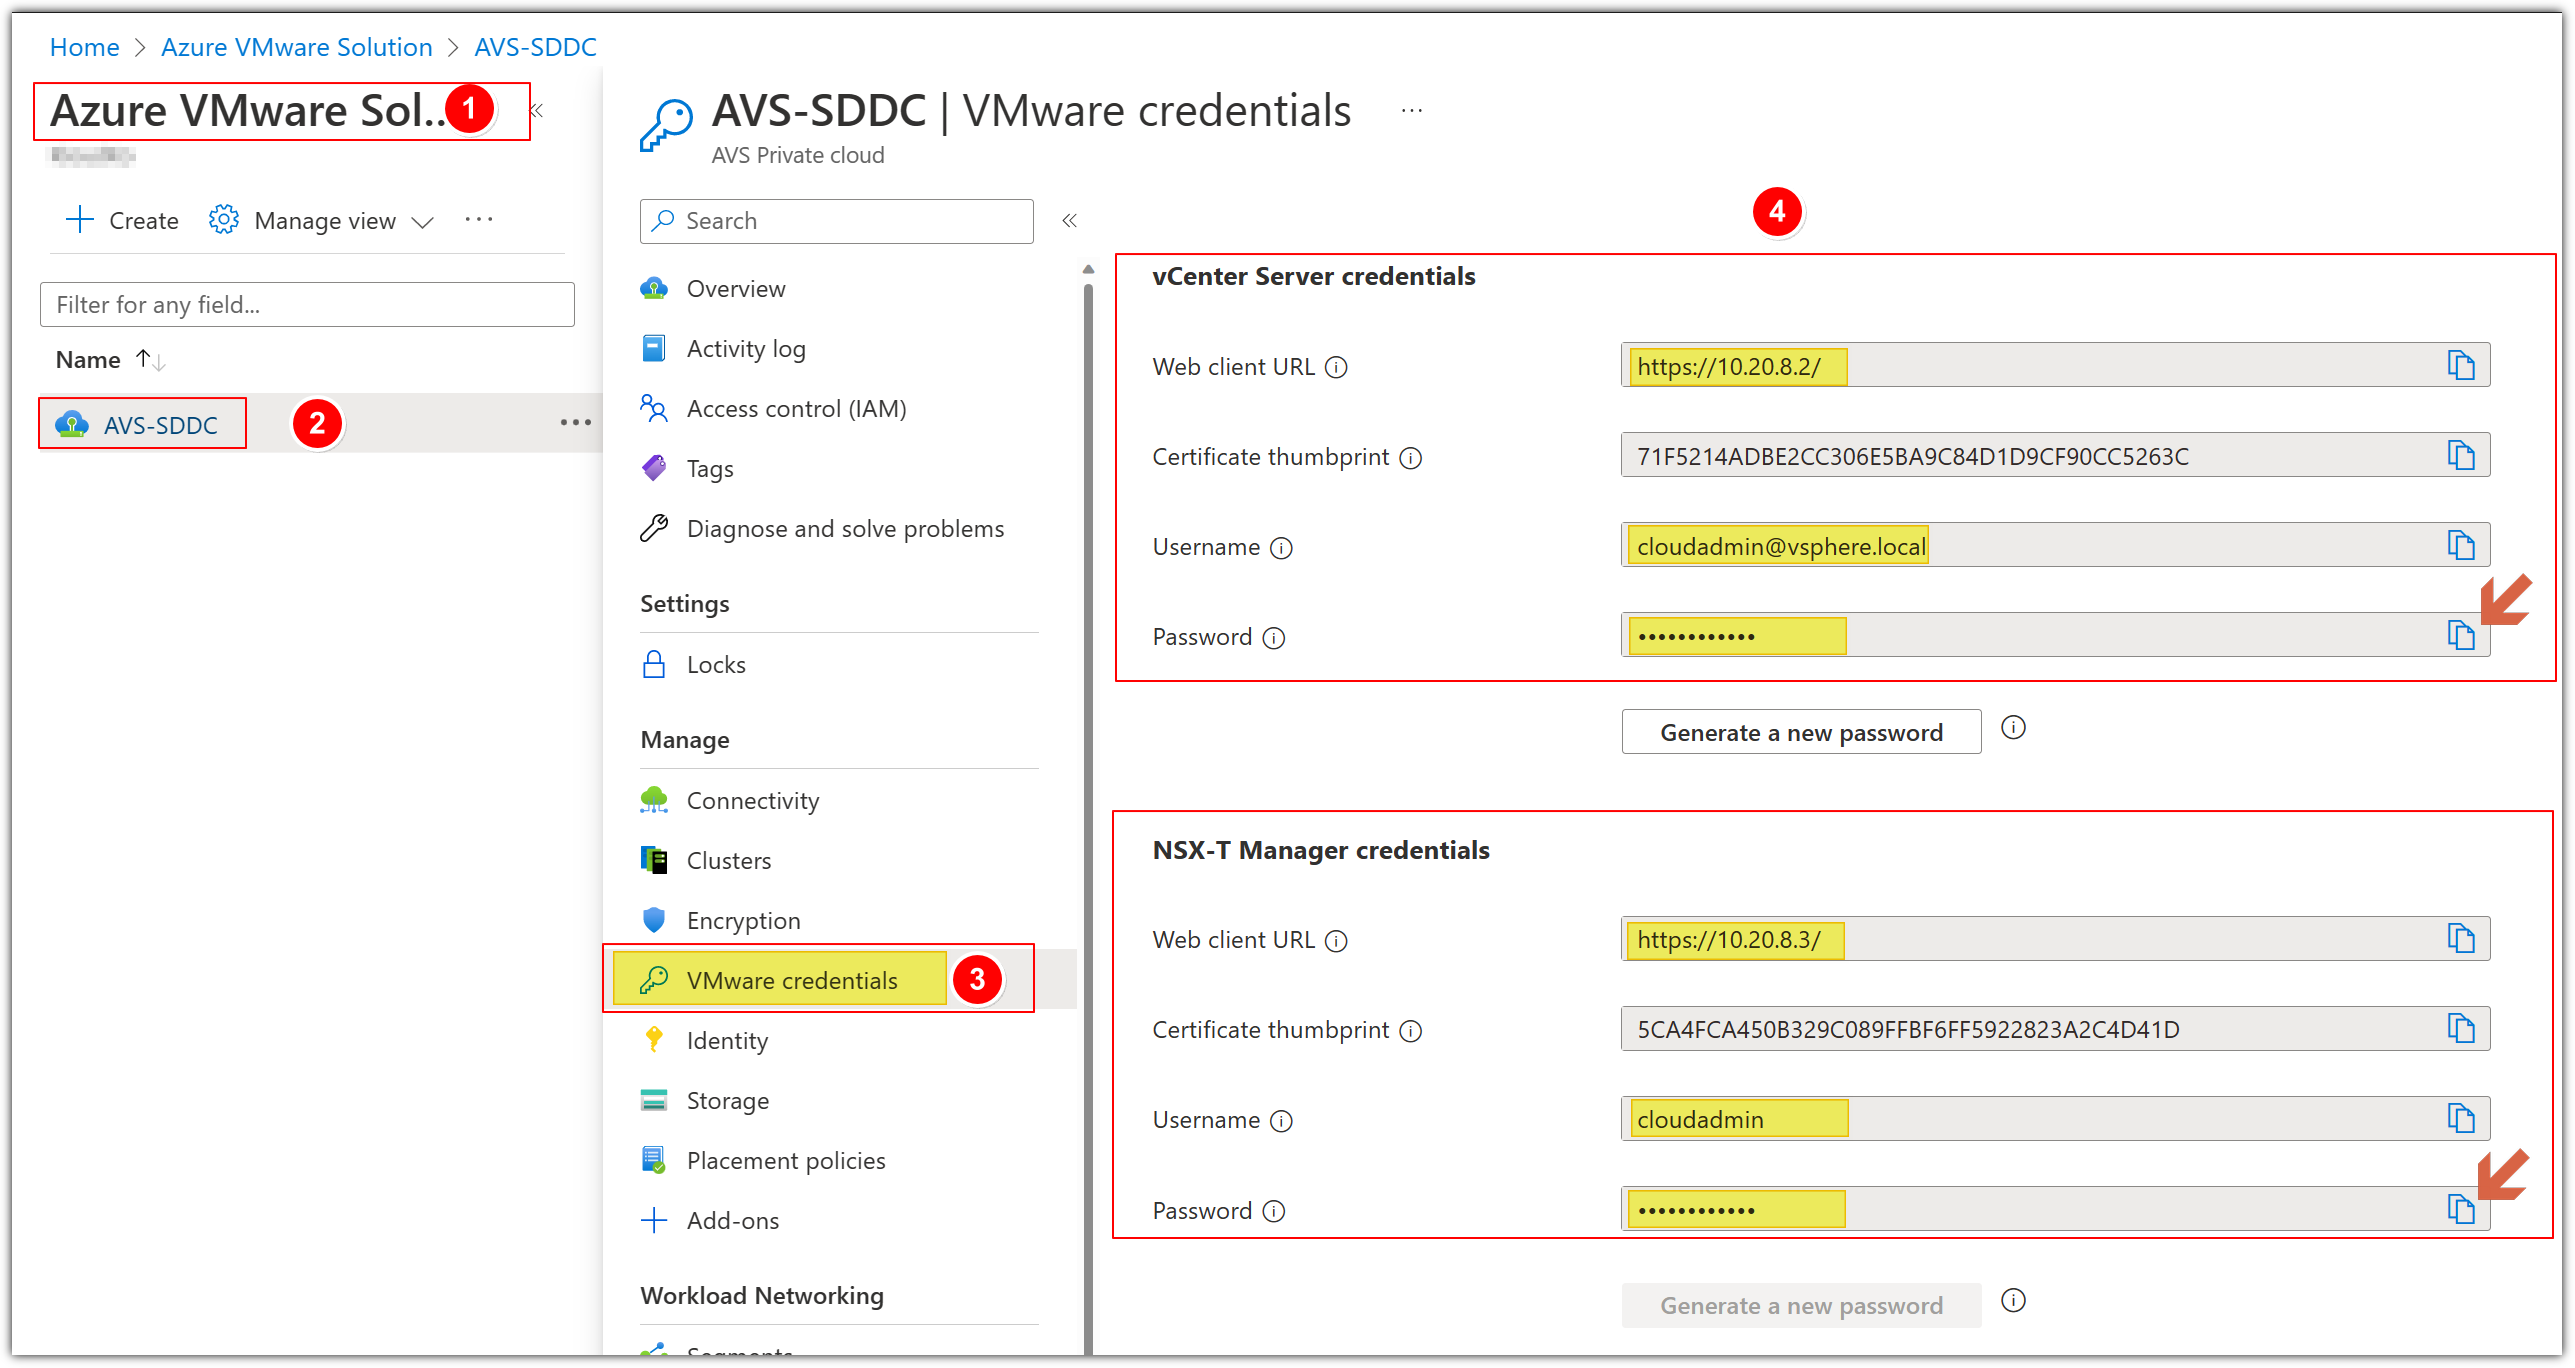 Home > Azure VMware Solution > AVS-SDDC
Azure VMware Sol... 1 «
+ Create Manage view ...
Filter for any field...
Name ↑↓
AVS-SDDC 2 ...
AVS-SDDC | VMware credentials ...
AVS Private cloud
Search «
Overview
Activity log
Access control (IAM)
Tags
Diagnose and solve problems
Settings
Locks
Manage
Connectivity
Clusters
Encryption
VMware credentials 3
Identity
Storage
Placement policies
Add-ons
Workload Networking
Segments
4
vCenter Server credentials
Web client URL https://10.20.8.2/
Certificate thumbprint 71F5214ADBE2CC306E5BA9C84D1D9CF90CC5263C
Username cloudadmin@vsphere.local
Password ••••••••••••
Generate a new password
NSX-T Manager credentials
Web client URL https://10.20.8.3/
Certificate thumbprint 5CA4FCA450B329C089FFBF6FF5922823A2C4D41D
Username cloudadmin
Password ••••••••••••
Generate a new password